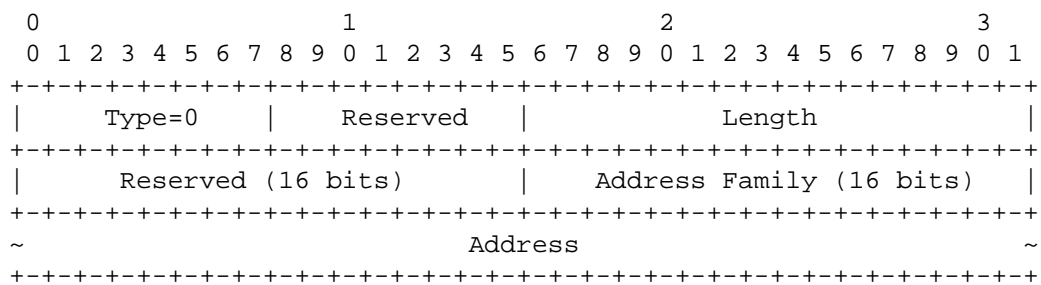 0                   1                   2                   3
 0 1 2 3 4 5 6 7 8 9 0 1 2 3 4 5 6 7 8 9 0 1 2 3 4 5 6 7 8 9 0 1
+-+-+-+-+-+-+-+-+-+-+-+-+-+-+-+-+-+-+-+-+-+-+-+-+-+-+-+-+-+-+-+-+
|     Type=0    |    Reserved   |            Length             |
+-+-+-+-+-+-+-+-+-+-+-+-+-+-+-+-+-+-+-+-+-+-+-+-+-+-+-+-+-+-+-+-+
|      Reserved (16 bits)       |    Address Family (16 bits)   |
+-+-+-+-+-+-+-+-+-+-+-+-+-+-+-+-+-+-+-+-+-+-+-+-+-+-+-+-+-+-+-+-+
~                            Address                            ~
+-+-+-+-+-+-+-+-+-+-+-+-+-+-+-+-+-+-+-+-+-+-+-+-+-+-+-+-+-+-+-+-+